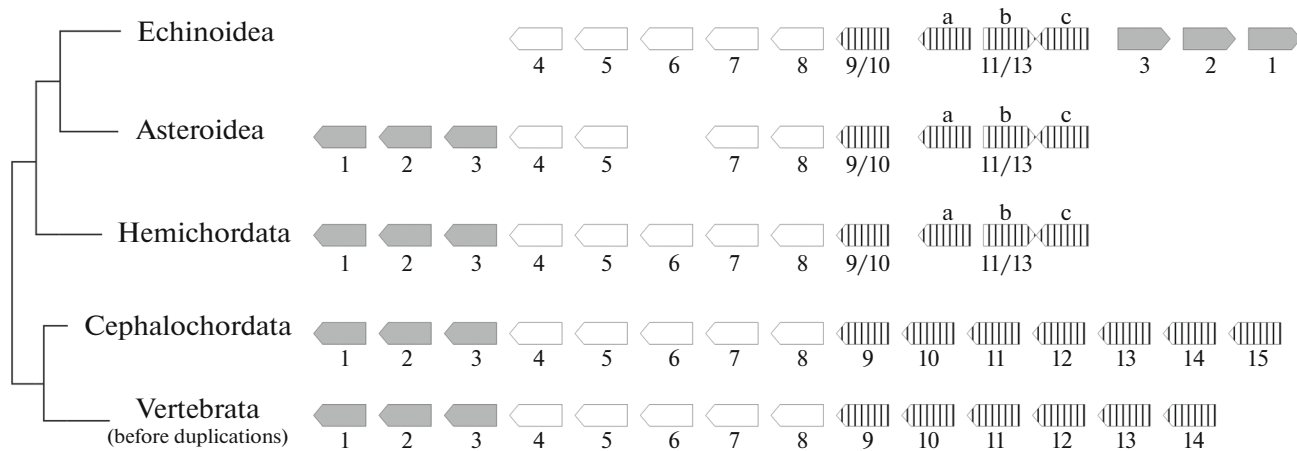 a b c
Echinoidea
4 5 6 7 8 9/10 11/13 3 2 1
a b c
Asteroidea
1 2 3 4 5 7 8 9/10 11/13
a b c
Hemichordata
1 2 3 4 5 6 7 8 9/10 11/13
Cephalochordata
1 2 3 4 5 6 7 8 9 10 11 12 13 14 15
Vertebrata
(before duplications)
1 2 3 4 5 6 7 8 9 10 11 12 13 14